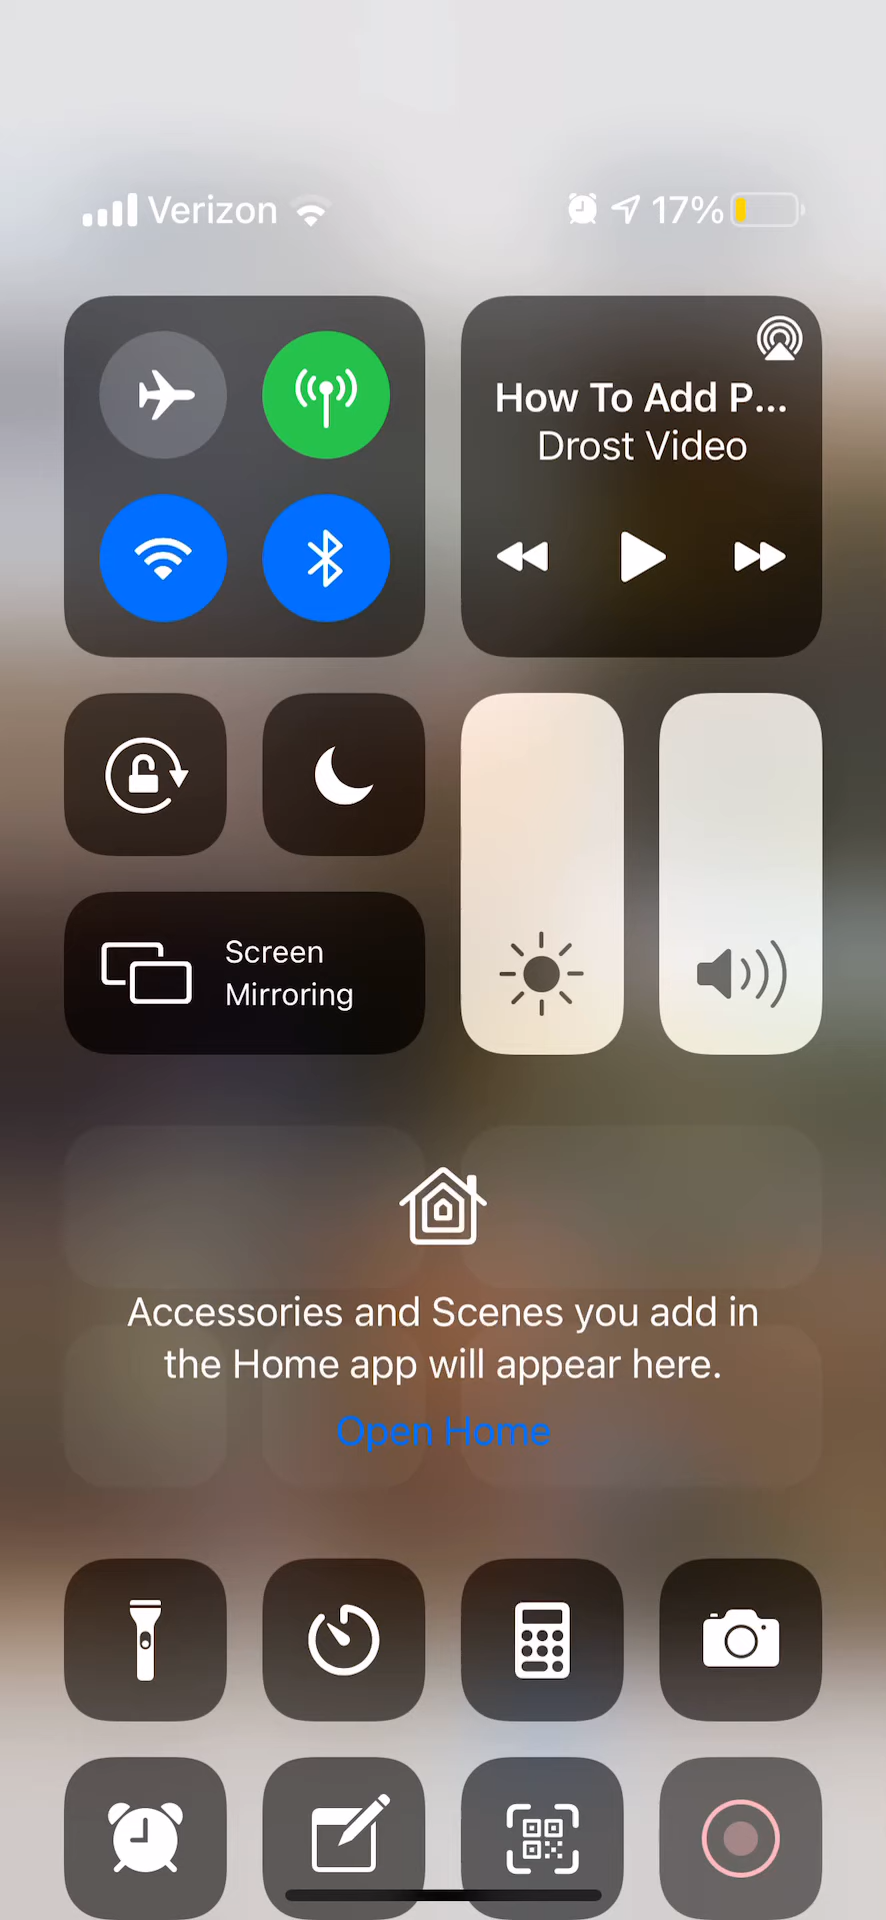 Verizon
17%
How To Add P...
Drost Video
Screen
Mirroring
Accessories and Scenes you add in
the Home app will appear here.
Open Home